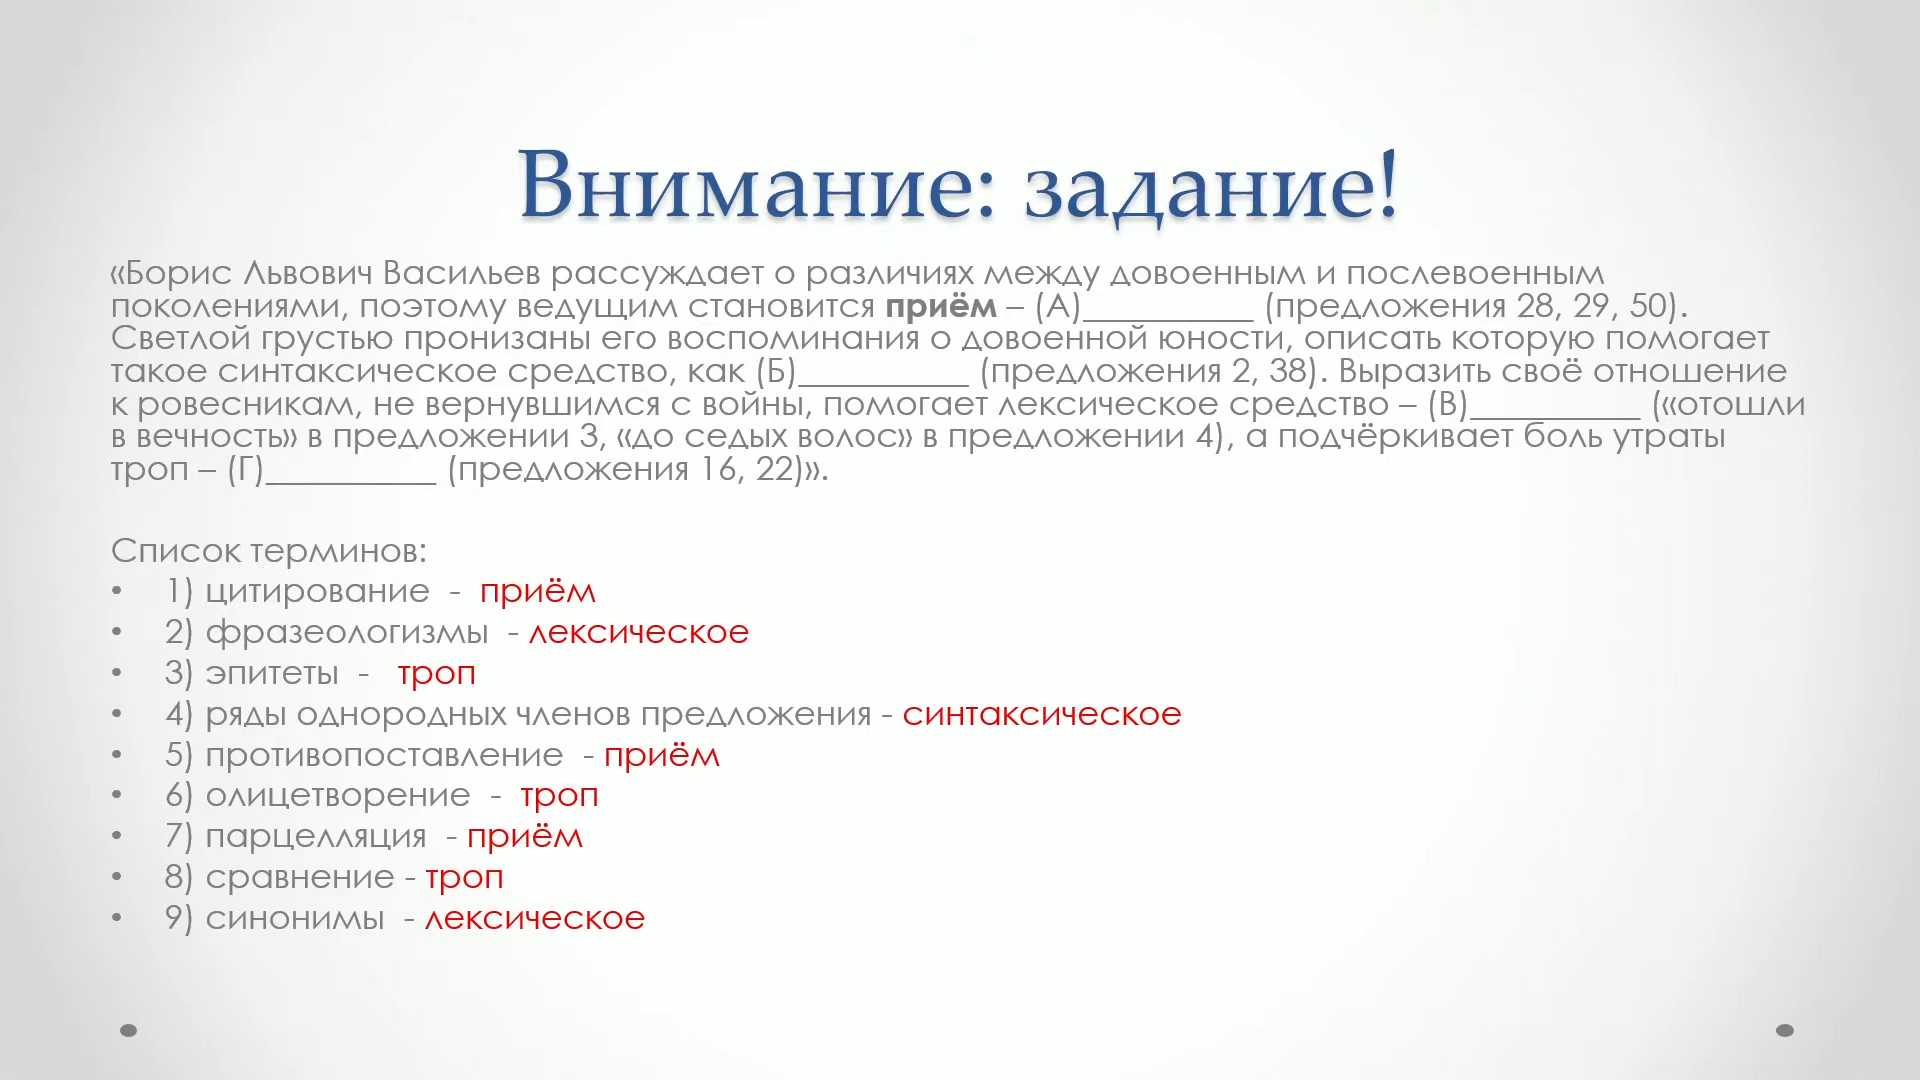 Внимание: задание!
«Борис Львович Васильев рассуждает о различиях между довоенным и послевоенным
поколениями, поэтому ведущим становится приём – (А)__________ (предложения 28, 29, 50).
Светлой грустью пронизаны его воспоминания о довоенной юности, описать которую помогает
такое синтаксическое средство, как (Б)__________ (предложения 2, 38). Выразить своё отношение
к ровесникам, не вернувшимся с войны, помогает лексическое средство – (В)__________ («отошли
в вечность» в предложении 3, «до седых волос» в предложении 4), а подчёркивает боль утраты
троп – (Г)__________ (предложения 16, 22)».
Список терминов:
• 1) цитирование - приём
• 2) фразеологизмы - лексическое
• 3) эпитеты - троп
• 4) ряды однородных членов предложения - синтаксическое
• 5) противопоставление - приём
• 6) олицетворение - троп
• 7) парцелляция - приём
• 8) сравнение - троп
• 9) синонимы - лексическое